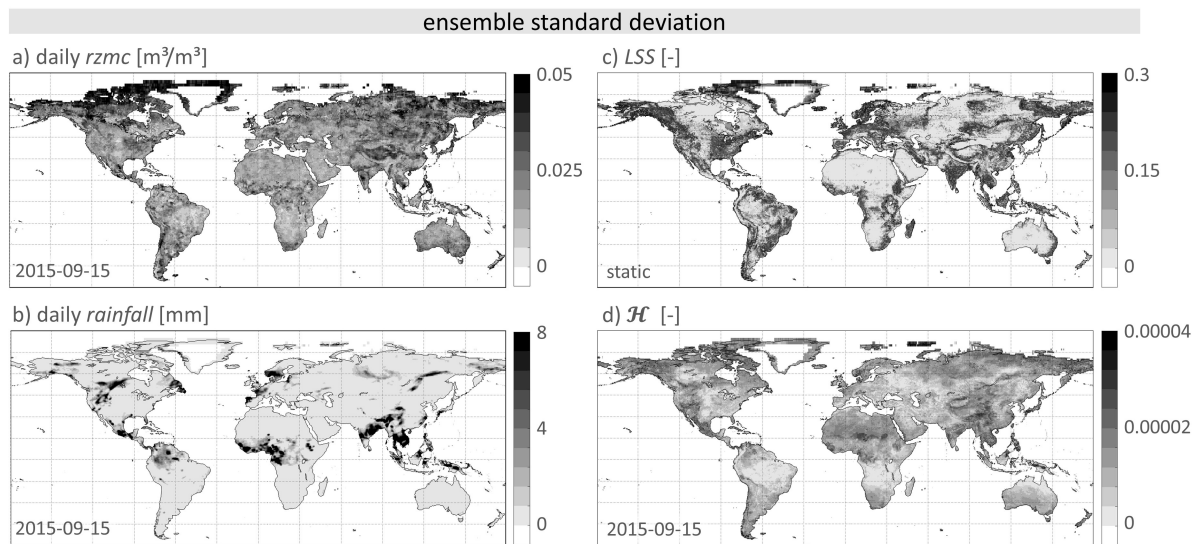 ensemble standard deviation
a) daily rzmc [m³/m³]
0.05
0.025
0
2015-09-15
c) LSS [-]
0.3
0.15
0
static
b) daily rainfall [mm]
8
4
0
2015-09-15
d) ℋ [-]
0.00004
0.00002
0
2015-09-15